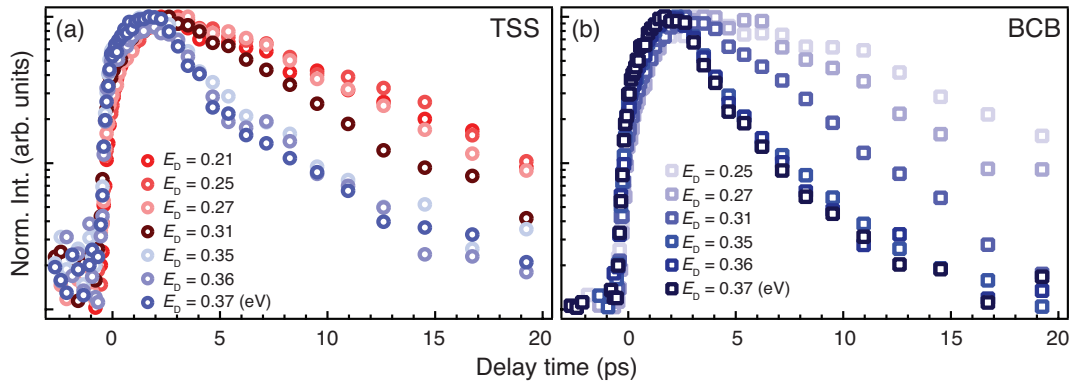 (a) TSS
Norm. Int. (arb. units)
E_D = 0.21
E_D = 0.25
E_D = 0.27
E_D = 0.31
E_D = 0.35
E_D = 0.36
E_D = 0.37 (eV)
0 5 10 15 20
(b) BCB
E_D = 0.25
E_D = 0.27
E_D = 0.31
E_D = 0.35
E_D = 0.36
E_D = 0.37 (eV)
0 5 10 15 20
Delay time (ps)